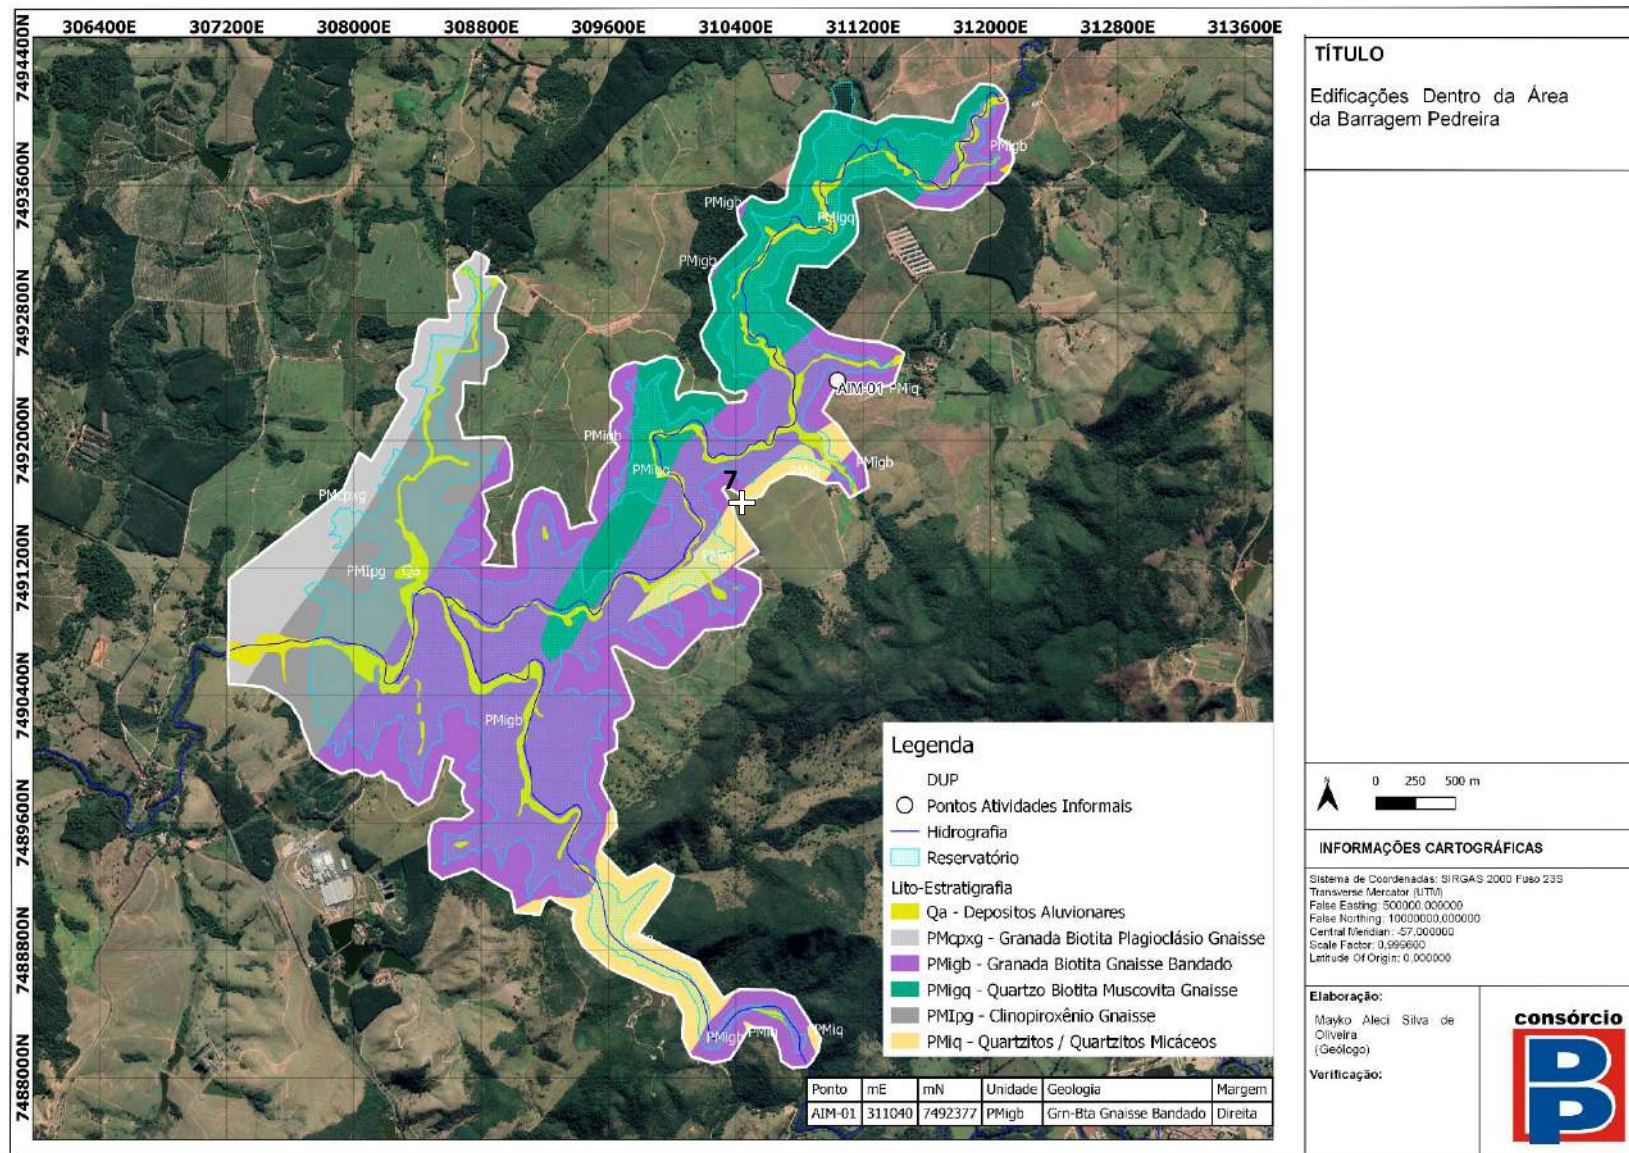 306400E 307200E 308000E 308800E 309600E 310400E 311200E 312000E 312800E 313600E
7494400N
7493600N
7492800N
7492000N
7491200N
7490400N
7489600N
7488800N
7488000N
PMigb
PMigb
PMigq
PMigb
AIM-01 PMiq
PMigb
PMipg
PMiq
PMigb
7
PMcpxg
PMIpg
Qa
PMiq
PMigb
PMigb
PMiq
PMiq
Legenda
DUP
Pontos Atividades Informais
Hidrografia
Reservatório
Lito-Estratigrafia
Qa - Depositos Aluvionares
PMcpxg - Granada Biotita Plagioclásio Gnaisse
PMigb - Granada Biotita Gnaisse Bandado
PMigq - Quartzo Biotita Muscovita Gnaisse
PMIpg - Clinopiroxênio Gnaisse
PMiq - Quartzitos / Quartzitos Micáceos
Ponto mE mN Unidade Geologia Margem
AIM-01 311040 7492377 PMigb Grn-Bta Gnaisse Bandado Direita
TÍTULO
Edificações Dentro da Área
da Barragem Pedreira
N
0 250 500 m
INFORMAÇÕES CARTOGRÁFICAS
Sistema de Coordenadas: SIRGAS 2000 Fuso 23S
Transverse Mercator (UTM)
False Easting: 500000,000000
False Northing: 10000000,000000
Central Meridian: -57,000000
Scale Factor: 0,999600
Latitude Of Origin: 0,000000
Elaboração:
Mayko Aleci Silva de
Oliveira
(Geólogo)
Verificação:
consórcio
BP